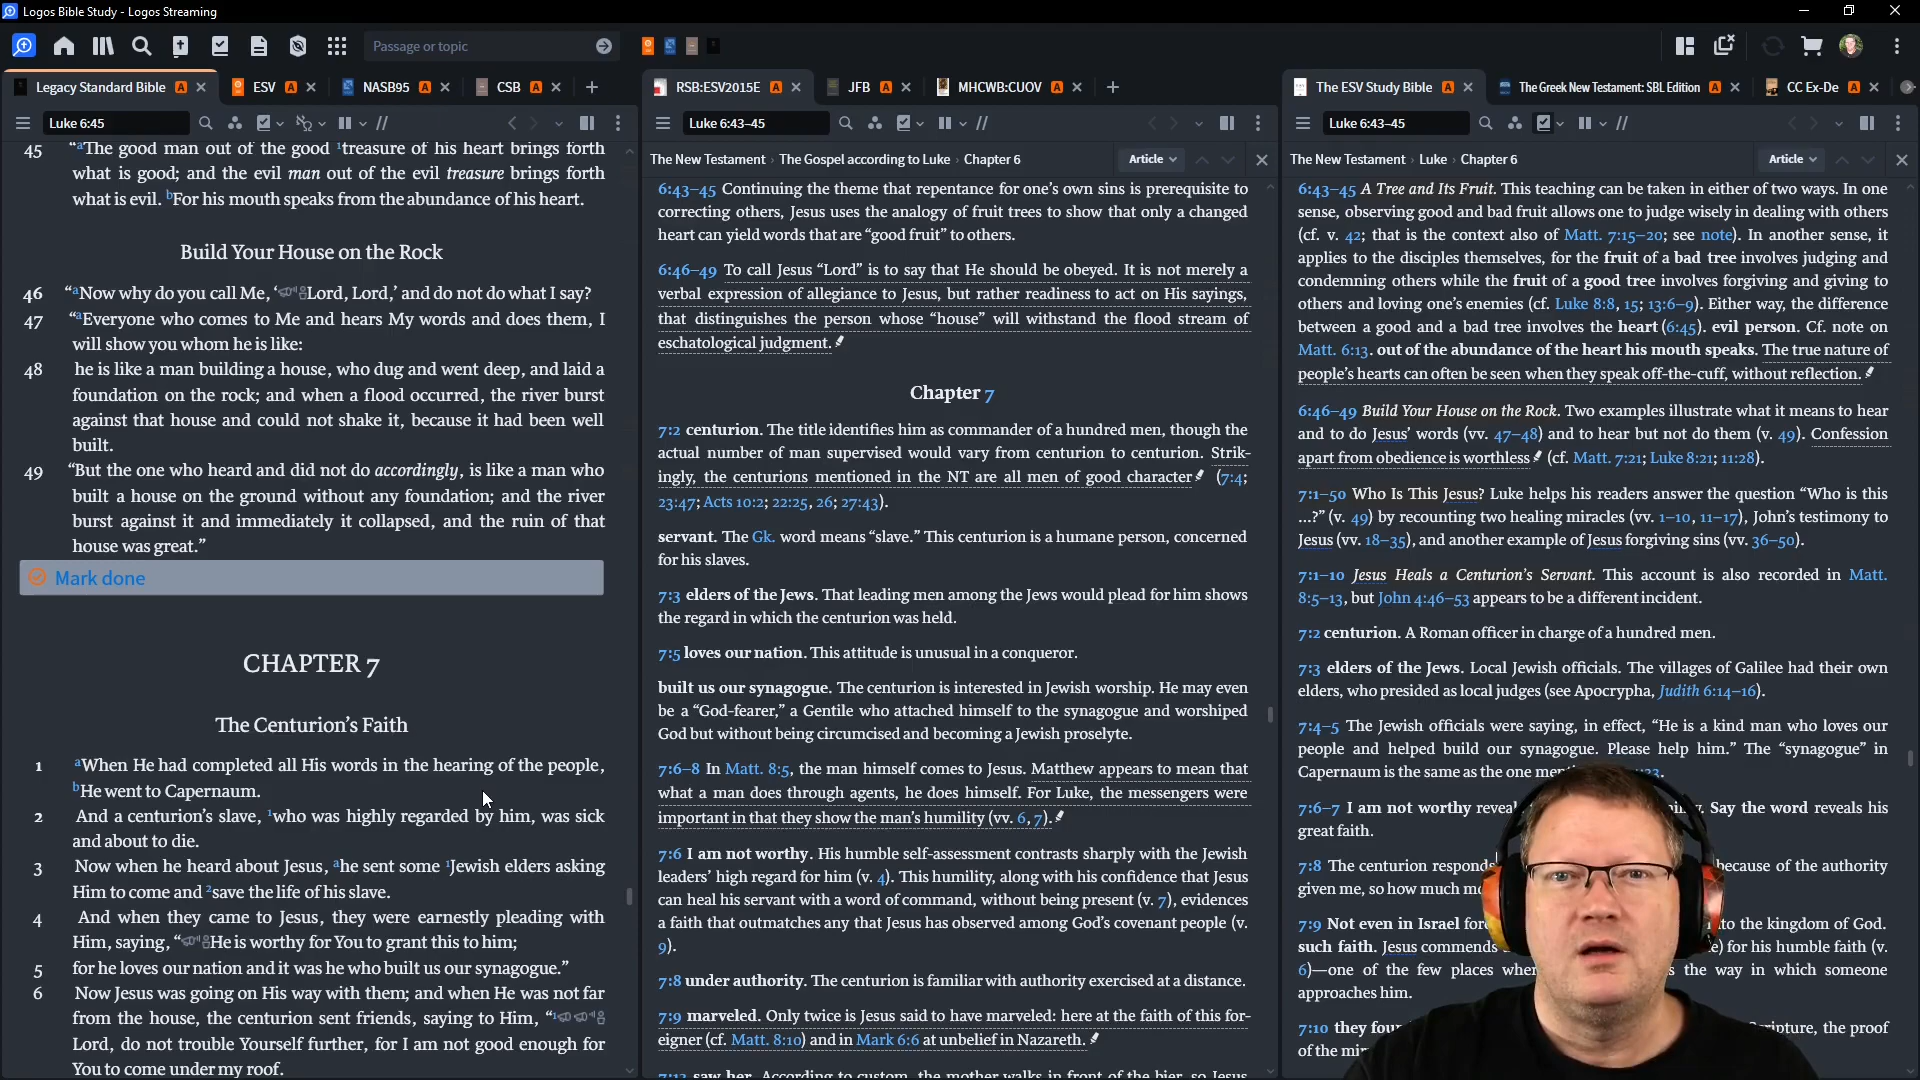 Logos Bible Study - Logos Streaming
Passage or topic
Legacy Standard Bible A
ESV A
NASB95 A
CSB A
RSB:ESV2015E A
JFB A
MHCWB:CUOV A
The ESV Study Bible A
The Greek New Testament: SBL Edition A
CC Ex-De A
Luke 6:45
Luke 6:43–45
Luke 6:43–45
45 “aThe good man out of the good 1treasure of his heart brings forth
what is good; and the evil man out of the evil treasure brings forth
what is evil. bFor his mouth speaks from the abundance of his heart.
Build Your House on the Rock
46 “aNow why do you call Me, ‘Lord, Lord,’ and do not do what I say?
47 “aEveryone who comes to Me and hears My words and does them, I
will show you whom he is like:
48 he is like a man building a house, who dug and went deep, and laid a
foundation on the rock; and when a flood occurred, the river burst
against that house and could not shake it, because it had been well
built.
49 “But the one who heard and did not do accordingly, is like a man who
built a house on the ground without any foundation; and the river
burst against it and immediately it collapsed, and the ruin of that
house was great.”
Mark done
CHAPTER 7
The Centurion’s Faith
1 aWhen He had completed all His words in the hearing of the people,
bHe went to Capernaum.
2 And a centurion’s slave, 1who was highly regarded by him, was sick
and about to die.
3 Now when he heard about Jesus, ahe sent some 1Jewish elders asking
Him to come and 2save the life of his slave.
4 And when they came to Jesus, they were earnestly pleading with
Him, saying, “He is worthy for You to grant this to him;
5 for he loves our nation and it was he who built us our synagogue.”
6 Now Jesus was going on His way with them; and when He was not far
from the house, the centurion sent friends, saying to Him, “1
Lord, do not trouble Yourself further, for I am not good enough for
You to come under my roof.
The New Testament › The Gospel according to Luke › Chapter 6
Article
6:43–45 Continuing the theme that repentance for one’s own sins is prerequisite to
correcting others, Jesus uses the analogy of fruit trees to show that only a changed
heart can yield words that are “good fruit” to others.
6:46–49 To call Jesus “Lord” is to say that He should be obeyed. It is not merely a
verbal expression of allegiance to Jesus, but rather readiness to act on His sayings,
that distinguishes the person whose “house” will withstand the flood stream of
eschatological judgment.
Chapter 7
7:2 centurion. The title identifies him as commander of a hundred men, though the
actual number of man supervised would vary from centurion to centurion. Strik-
ingly, the centurions mentioned in the NT are all men of good character (7:4;
23:47; Acts 10:2; 22:25, 26; 27:43).
servant. The Gk. word means “slave.” This centurion is a humane person, concerned
for his slaves.
7:3 elders of the Jews. That leading men among the Jews would plead for him shows
the regard in which the centurion was held.
7:5 loves our nation. This attitude is unusual in a conqueror.
built us our synagogue. The centurion is interested in Jewish worship. He may even
be a “God-fearer,” a Gentile who attached himself to the synagogue and worshiped
God but without being circumcised and becoming a Jewish proselyte.
7:6–8 In Matt. 8:5, the man himself comes to Jesus. Matthew appears to mean that
what a man does through agents, he does himself. For Luke, the messengers were
important in that they show the man’s humility (vv. 6, 7).
7:6 I am not worthy. His humble self-assessment contrasts sharply with the Jewish
leaders’ high regard for him (v. 4). This humility, along with his confidence that Jesus
can heal his servant with a word of command, without being present (v. 7), evidences
a faith that outmatches any that Jesus has observed among God’s covenant people (v.
9).
7:8 under authority. The centurion is familiar with authority exercised at a distance.
7:9 marveled. Only twice is Jesus said to have marveled: here at the faith of this for-
eigner (cf. Matt. 8:10) and in Mark 6:6 at unbelief in Nazareth.
7:12 saw her. According to custom, the mother walks in front of the bier, so Jesus
The New Testament › Luke › Chapter 6
Article
6:43–45 A Tree and Its Fruit. This teaching can be taken in either of two ways. In one
sense, observing good and bad fruit allows one to judge wisely in dealing with others
(cf. v. 42; that is the context also of Matt. 7:15–20; see note). In another sense, it
applies to the disciples themselves, for the fruit of a bad tree involves judging and
condemning others while the fruit of a good tree involves forgiving and giving to
others and loving one’s enemies (cf. Luke 8:8, 15; 13:6–9). Either way, the difference
between a good and a bad tree involves the heart (6:45). evil person. Cf. note on
Matt. 6:13. out of the abundance of the heart his mouth speaks. The true nature of
people’s hearts can often be seen when they speak off-the-cuff, without reflection.
6:46–49 Build Your House on the Rock. Two examples illustrate what it means to hear
and to do Jesus’ words (vv. 47–48) and to hear but not do them (v. 49). Confession
apart from obedience is worthless (cf. Matt. 7:21; Luke 8:21; 11:28).
7:1–50 Who Is This Jesus? Luke helps his readers answer the question “Who is this
…?” (v. 49) by recounting two healing miracles (vv. 1–10, 11–17), John’s testimony to
Jesus (vv. 18–35), and another example of Jesus forgiving sins (vv. 36–50).
7:1–10 Jesus Heals a Centurion’s Servant. This account is also recorded in Matt.
8:5–13, but John 4:46–53 appears to be a different incident.
7:2 centurion. A Roman officer in charge of a hundred men.
7:3 elders of the Jews. Local Jewish officials. The villages of Galilee had their own
elders, who presided as local judges (see Apocrypha, Judith 6:14–16).
7:4–5 The Jewish officials were saying, in effect, “He is a kind man who loves our
people and helped build our synagogue. Please help him.” The “synagogue” in
Capernaum is the same as the one
7:6–7 I am not worthy Say the word reveals his
great faith.
7:8 The centurion because of the authority
given me, so how much
7:9 Not even in Israel to the kingdom of God.
such faith. Jesus commends for his humble faith (v.
6)—one of the few places the way in which someone
approaches him.
7:10 they Scripture, the proof
of the